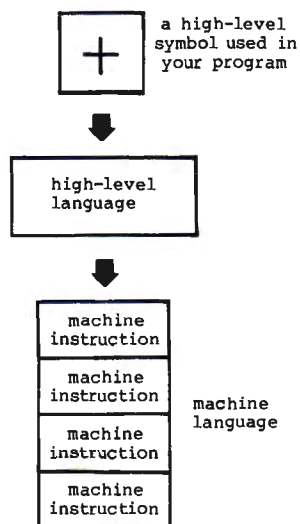 +
a high-level
symbol used in
your program
high-level
language
machine
instruction
machine
instruction
machine
instruction
machine
instruction
machine
language